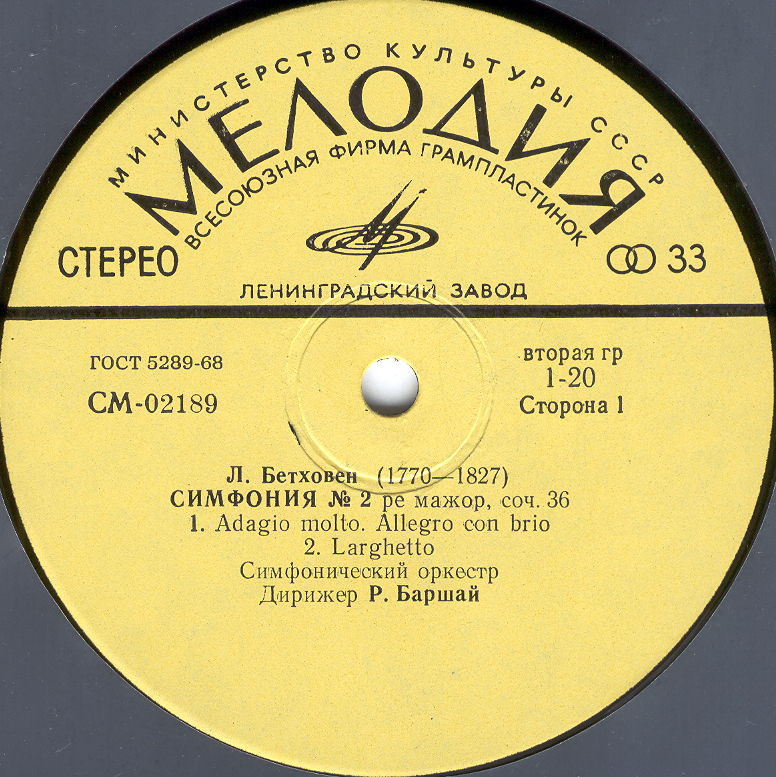 МИНИСТЕРСТВО КУЛЬТУРЫ СССР
МЕЛОДИЯ
ВСЕСОЮЗНАЯ ФИРМА ГРАМПЛАСТИНОК
СТЕРЕО
33
ЛЕНИНГРАДСКИЙ ЗАВОД
ГОСТ 5289-68
СМ-02189
вторая гр
1-20
Сторона 1
Л. Бетховен (1770—1827)
СИМФОНИЯ № 2 ре мажор, соч. 36
1. Adagio molto. Allegro con brio
2. Larghetto
Симфонический оркестр
Дирижер Р. Баршай